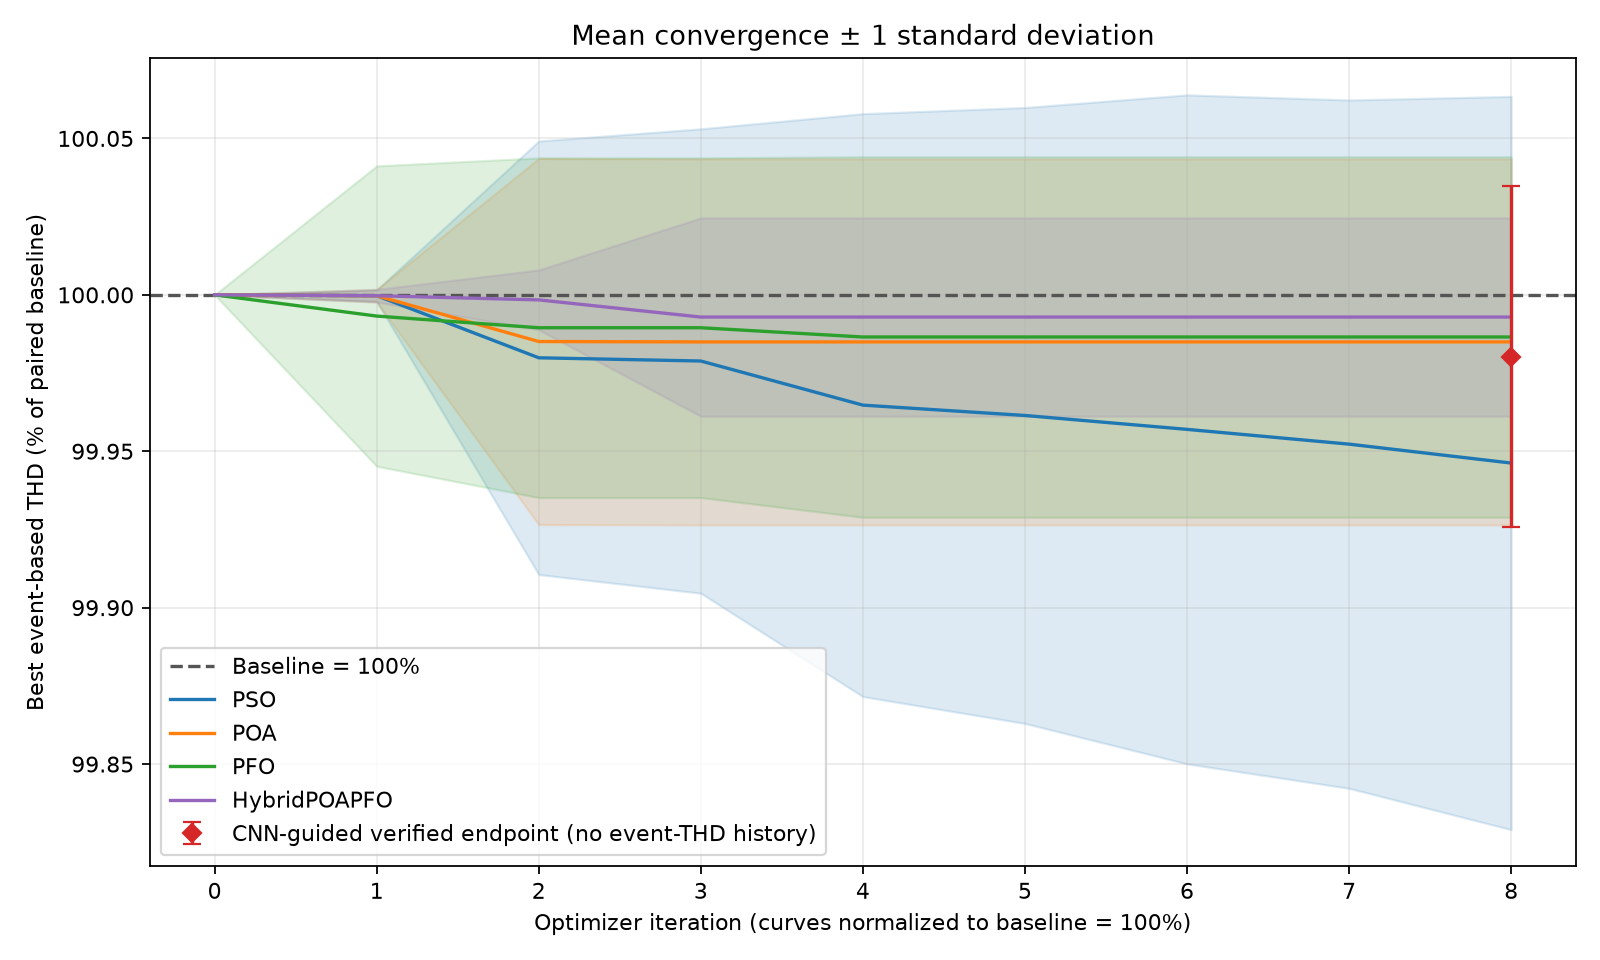 Mean convergence ± 1 standard deviation
Best event-based THD (% of paired baseline)
100.05
100.00
99.95
99.90
99.85
Baseline = 100%
PSO
POA
PFO
HybridPOAPFO
CNN-guided verified endpoint (no event-THD history)
0 1 2 3 4 5 6 7 8
Optimizer iteration (curves normalized to baseline = 100%)